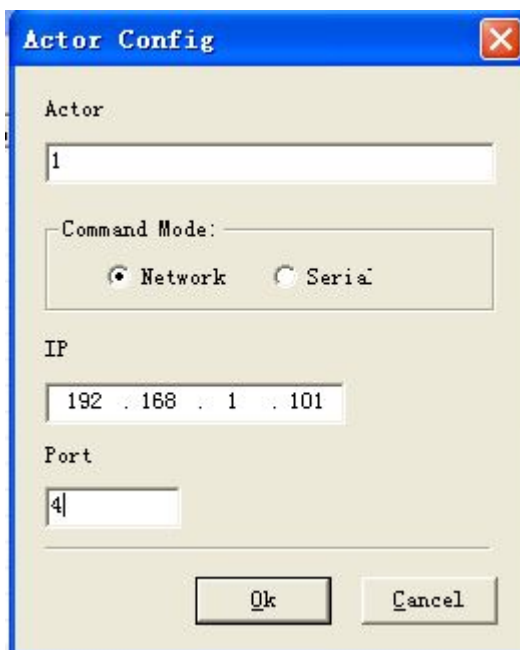 Actor Config
Actor
1
Command Mode:
Network Serial
IP
192 . 168 . 1 . 101
Port
4
Ok Cancel